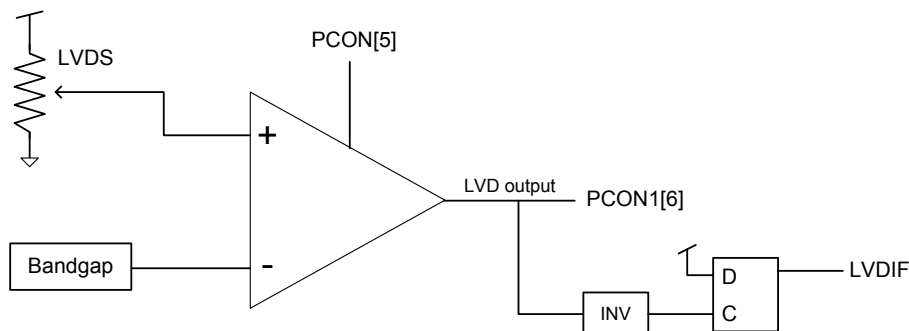 PCON[5]
LVDS
+
LVD output
PCON1[6]
Bandgap
-
D
LVDIF
INV
C